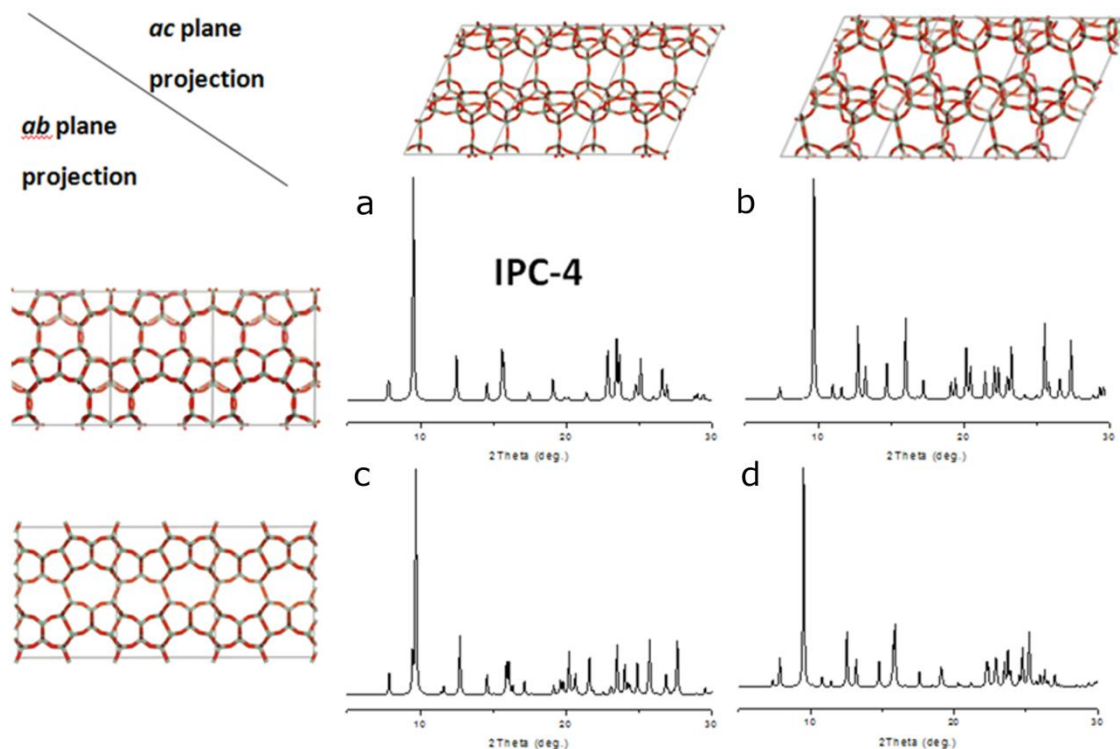 ac plane
projection
ab plane
projection
a
b
IPC-4
10
20
30
2Theta (deg.)
10
20
30
2Theta (deg.)
c
d
10
20
30
2Theta (deg.)
10
20
30
2Theta (deg.)